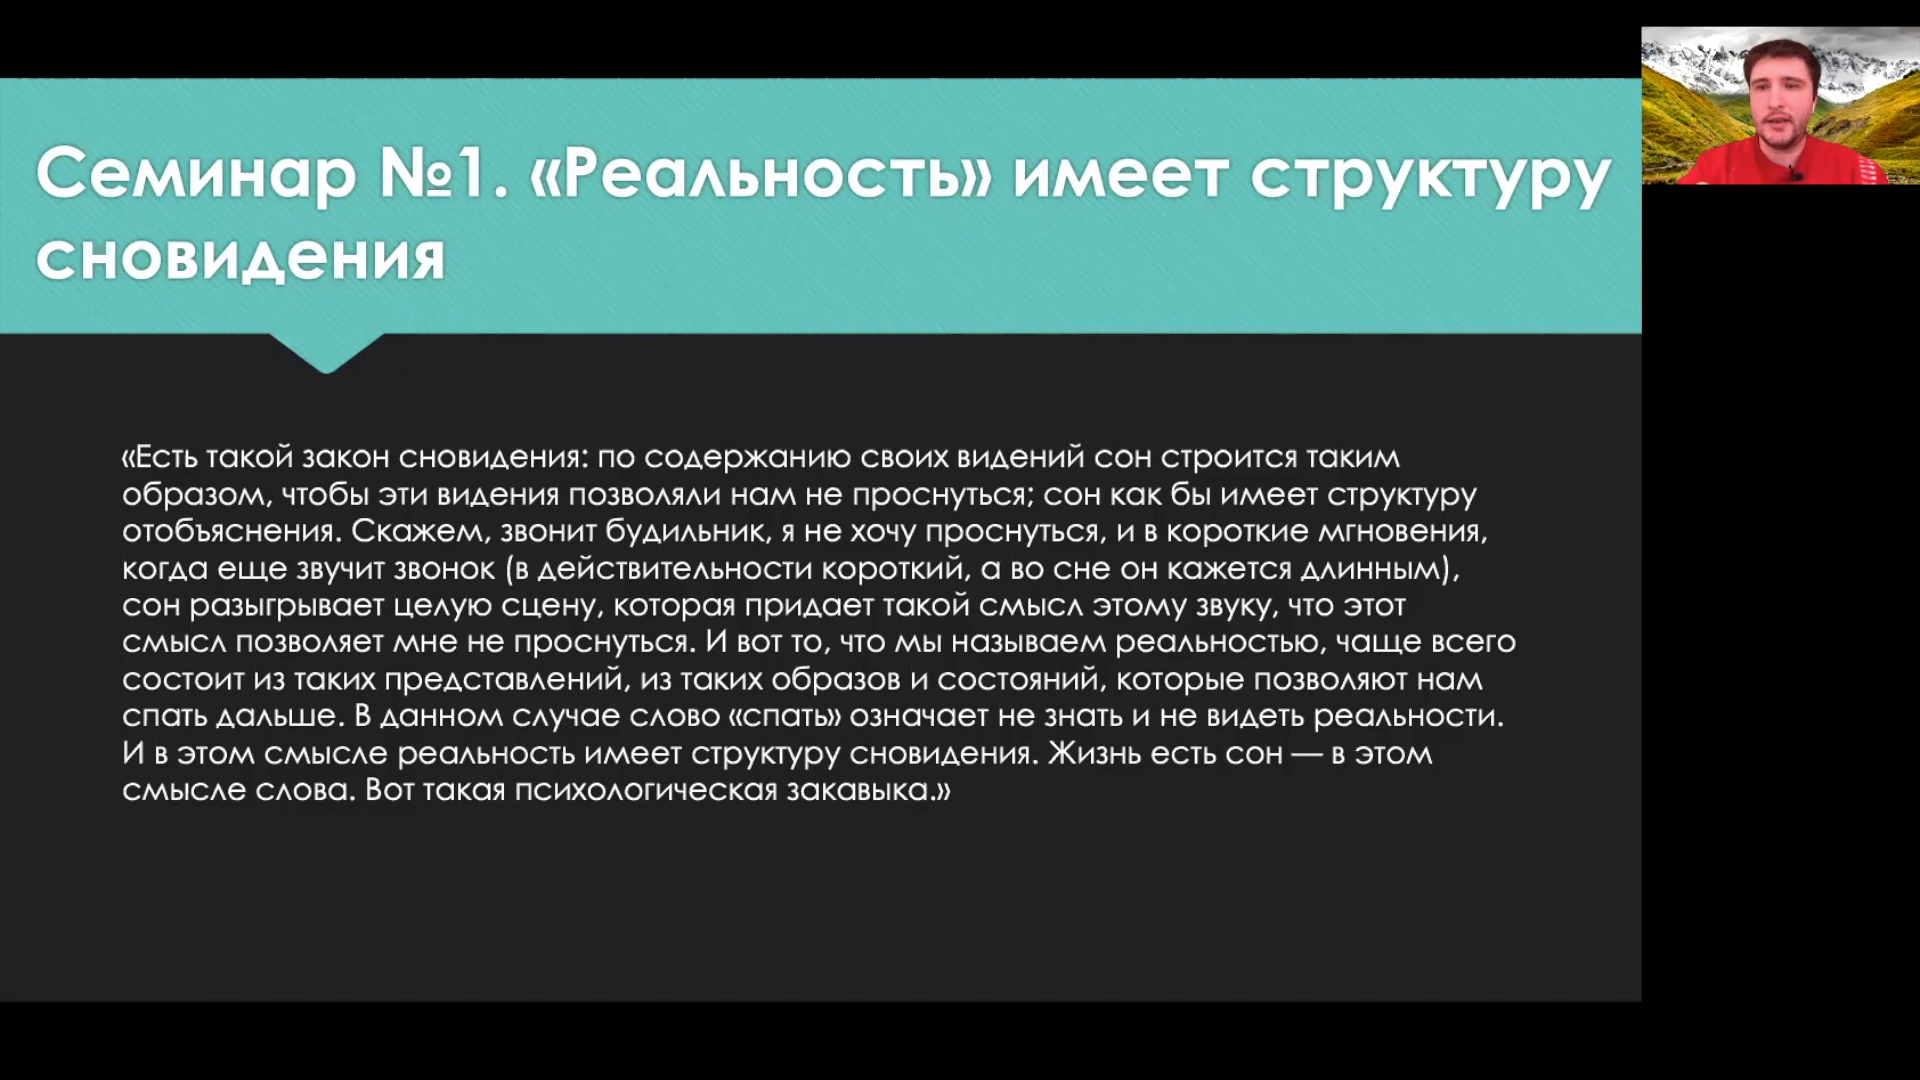 Семинар №1. «Реальность» имеет структуру
сновидения
«Есть такой закон сновидения: по содержанию своих видений сон строится таким
образом, чтобы эти видения позволяли нам не проснуться; сон как бы имеет структуру
отобъяснения. Скажем, звонит будильник, я не хочу проснуться, и в короткие мгновения,
когда еще звучит звонок (в действительности короткий, а во сне он кажется длинным),
сон разыгрывает целую сцену, которая придает такой смысл этому звуку, что этот
смысл позволяет мне не проснуться. И вот то, что мы называем реальностью, чаще всего
состоит из таких представлений, из таких образов и состояний, которые позволяют нам
спать дальше. В данном случае слово «спать» означает не знать и не видеть реальности.
И в этом смысле реальность имеет структуру сновидения. Жизнь есть сон — в этом
смысле слова. Вот такая психологическая закавыка.»